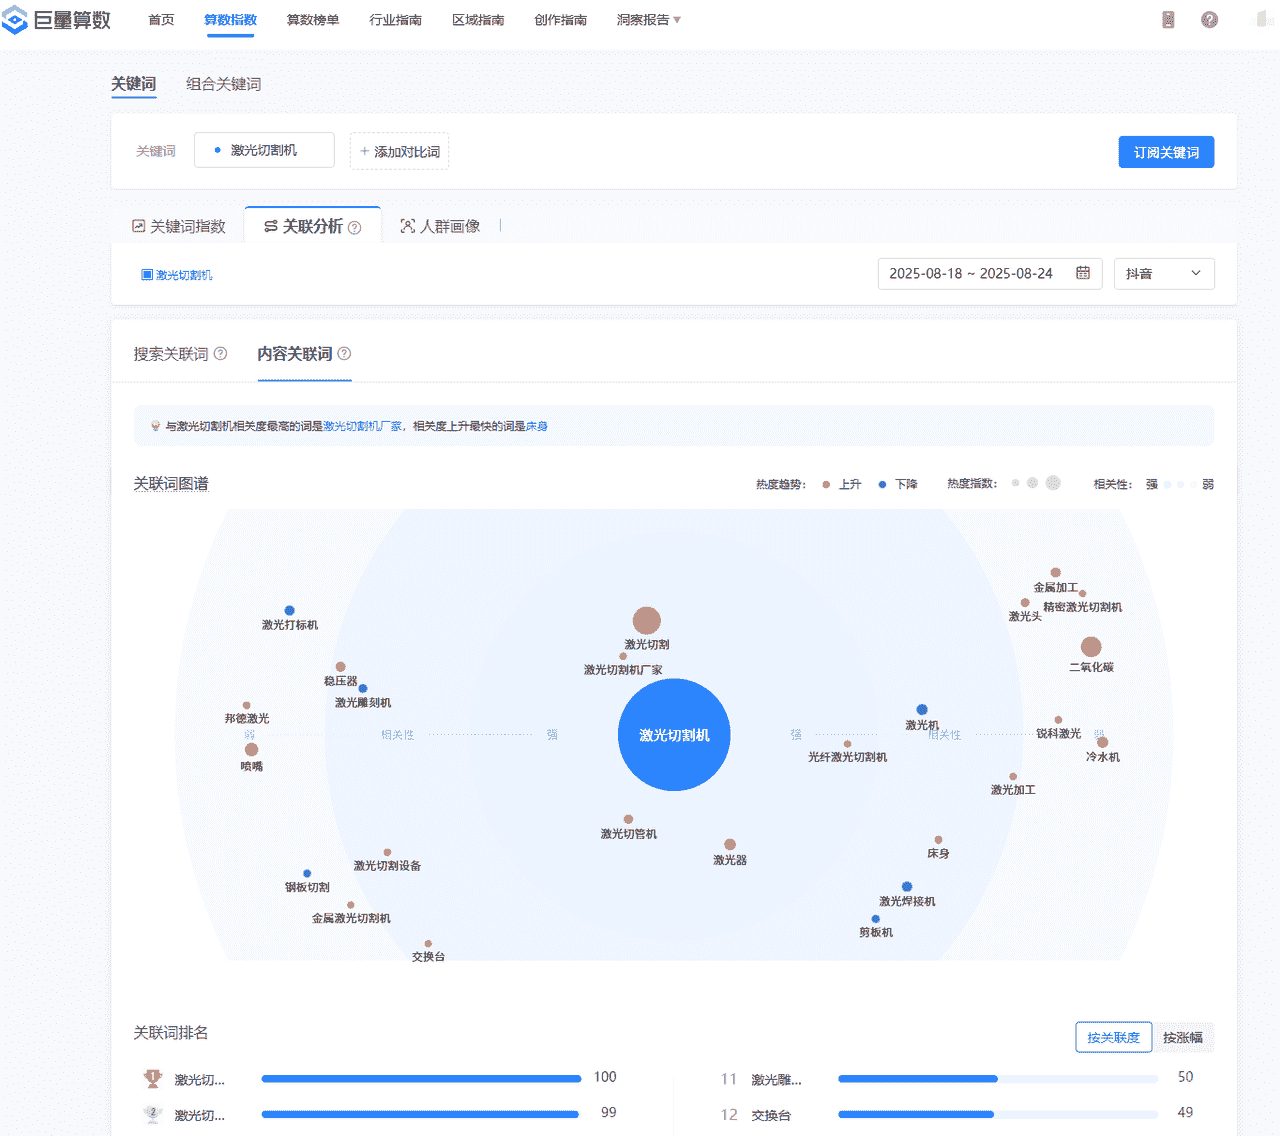 巨量算数 首页 算数指数 算数榜单 行业指南 区域指南 创作指南 洞察报告
关键词 组合关键词
关键词 激光切割机 + 添加对比词 订阅关键词
关键词指数 关联分析 ? 人群画像
激光切割机 2025-08-18 ~ 2025-08-24 抖音
搜索关联词 ? 内容关联词 ?
与激光切割机相关度最高的词是激光切割机厂家，相关度上升最快的词是床身
关联词图谱 热度趋势： 上升 下降 热度指数： 相关性： 强 弱
金属加工
精密激光切割机
激光头
激光打标机
激光切割
二氧化碳
激光切割机厂家
稳压器
激光雕刻机
邦德激光
激光机
弱 相关性 强 激光切割机 强 相关性 弱
锐科激光
光纤激光切割机
冷水机
喷嘴
激光加工
激光切管机
床身
激光器
激光切割设备
钢板切割
激光焊接机
金属激光切割机
剪板机
交换台
关联词排名 按关联度 按涨幅
1 激光切... 100 11 激光雕... 50
2 激光切... 99 12 交换台 49